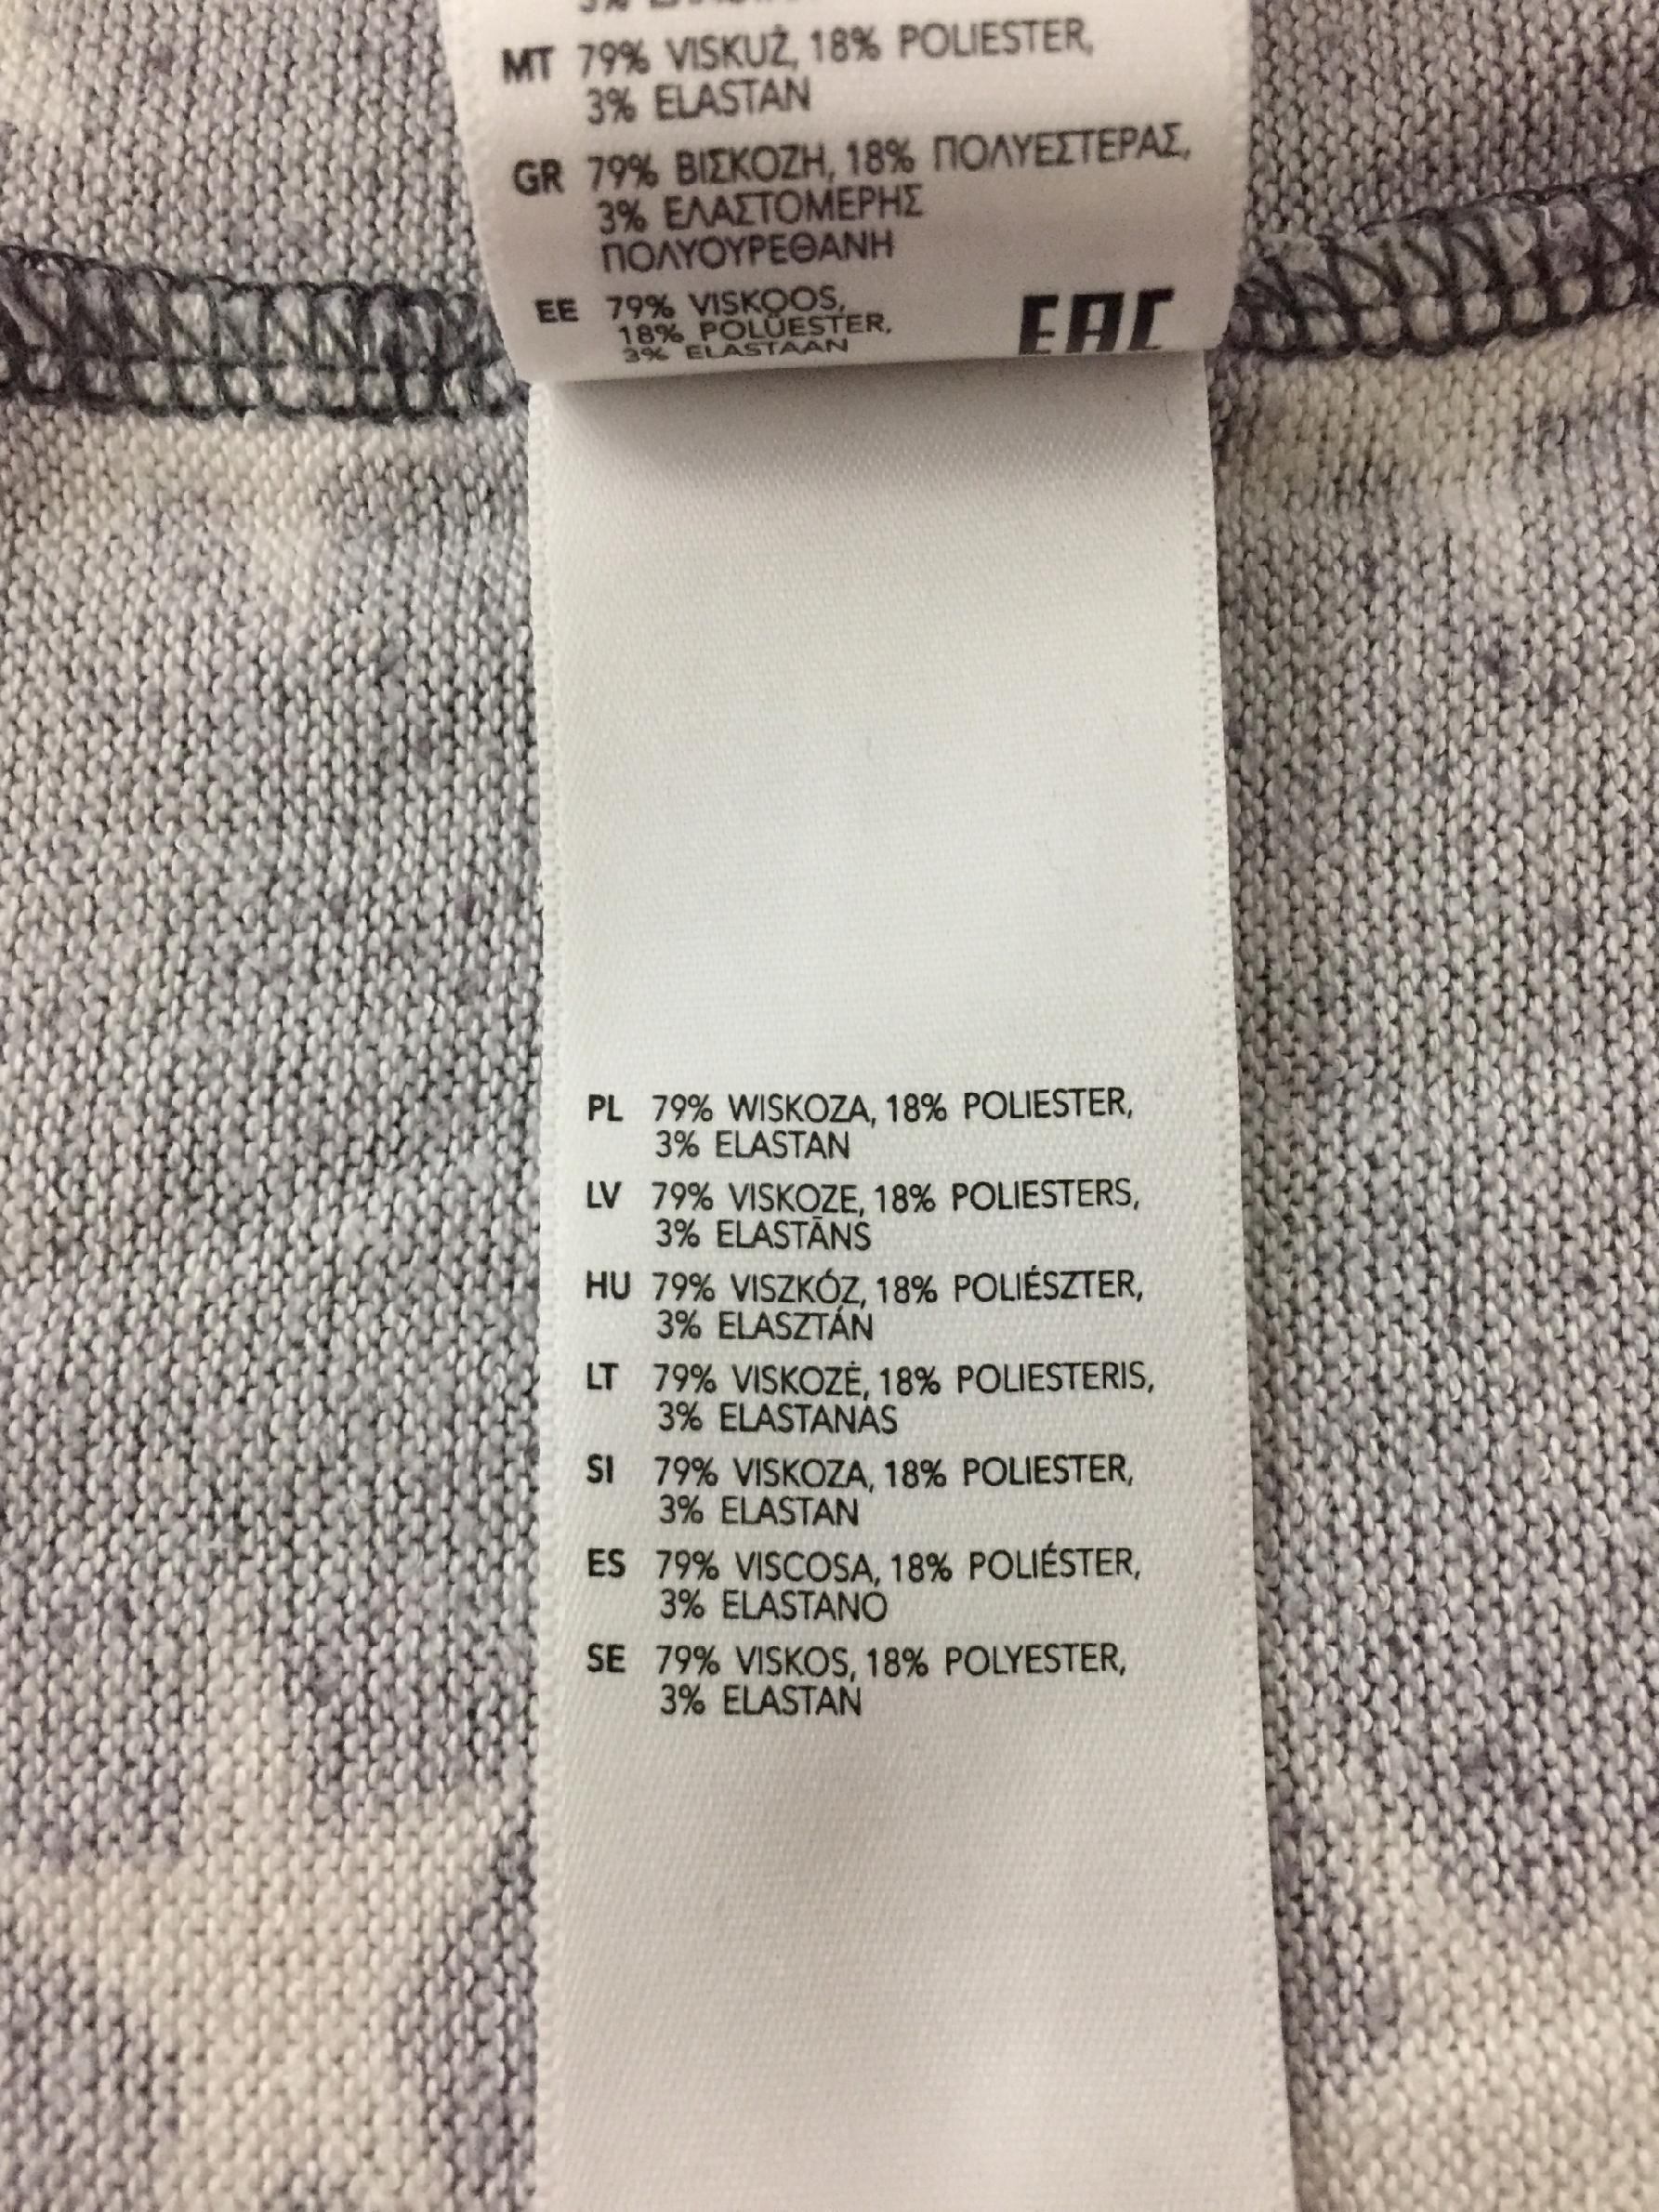 MT 79% VISKUŻ, 18% POLIESTER,
3% ELASTAN
GR 79% ΒΙΣΚΟΖΗ, 18% ΠΟΛΥΕΣΤΕΡΑΣ,
3% ΕΛΑΣΤΟΜΕΡΗΣ
ΠΟΛΥΟΥΡΕΘΑΝΗ
EE 79% VISKOOS,
18% POLÜESTER,
3% ELASTAAN
EAC
PL 79% WISKOZA, 18% POLIESTER,
3% ELASTAN
LV 79% VISKOZE, 18% POLIESTERS,
3% ELASTĀNS
HU 79% VISZKÓZ, 18% POLIÉSZTER,
3% ELASZTÁN
LT 79% VISKOZĖ, 18% POLIESTERIS,
3% ELASTANAS
SI 79% VISKOZA, 18% POLIESTER,
3% ELASTAN
ES 79% VISCOSA, 18% POLIÉSTER,
3% ELASTANO
SE 79% VISKOS, 18% POLYESTER,
3% ELASTAN